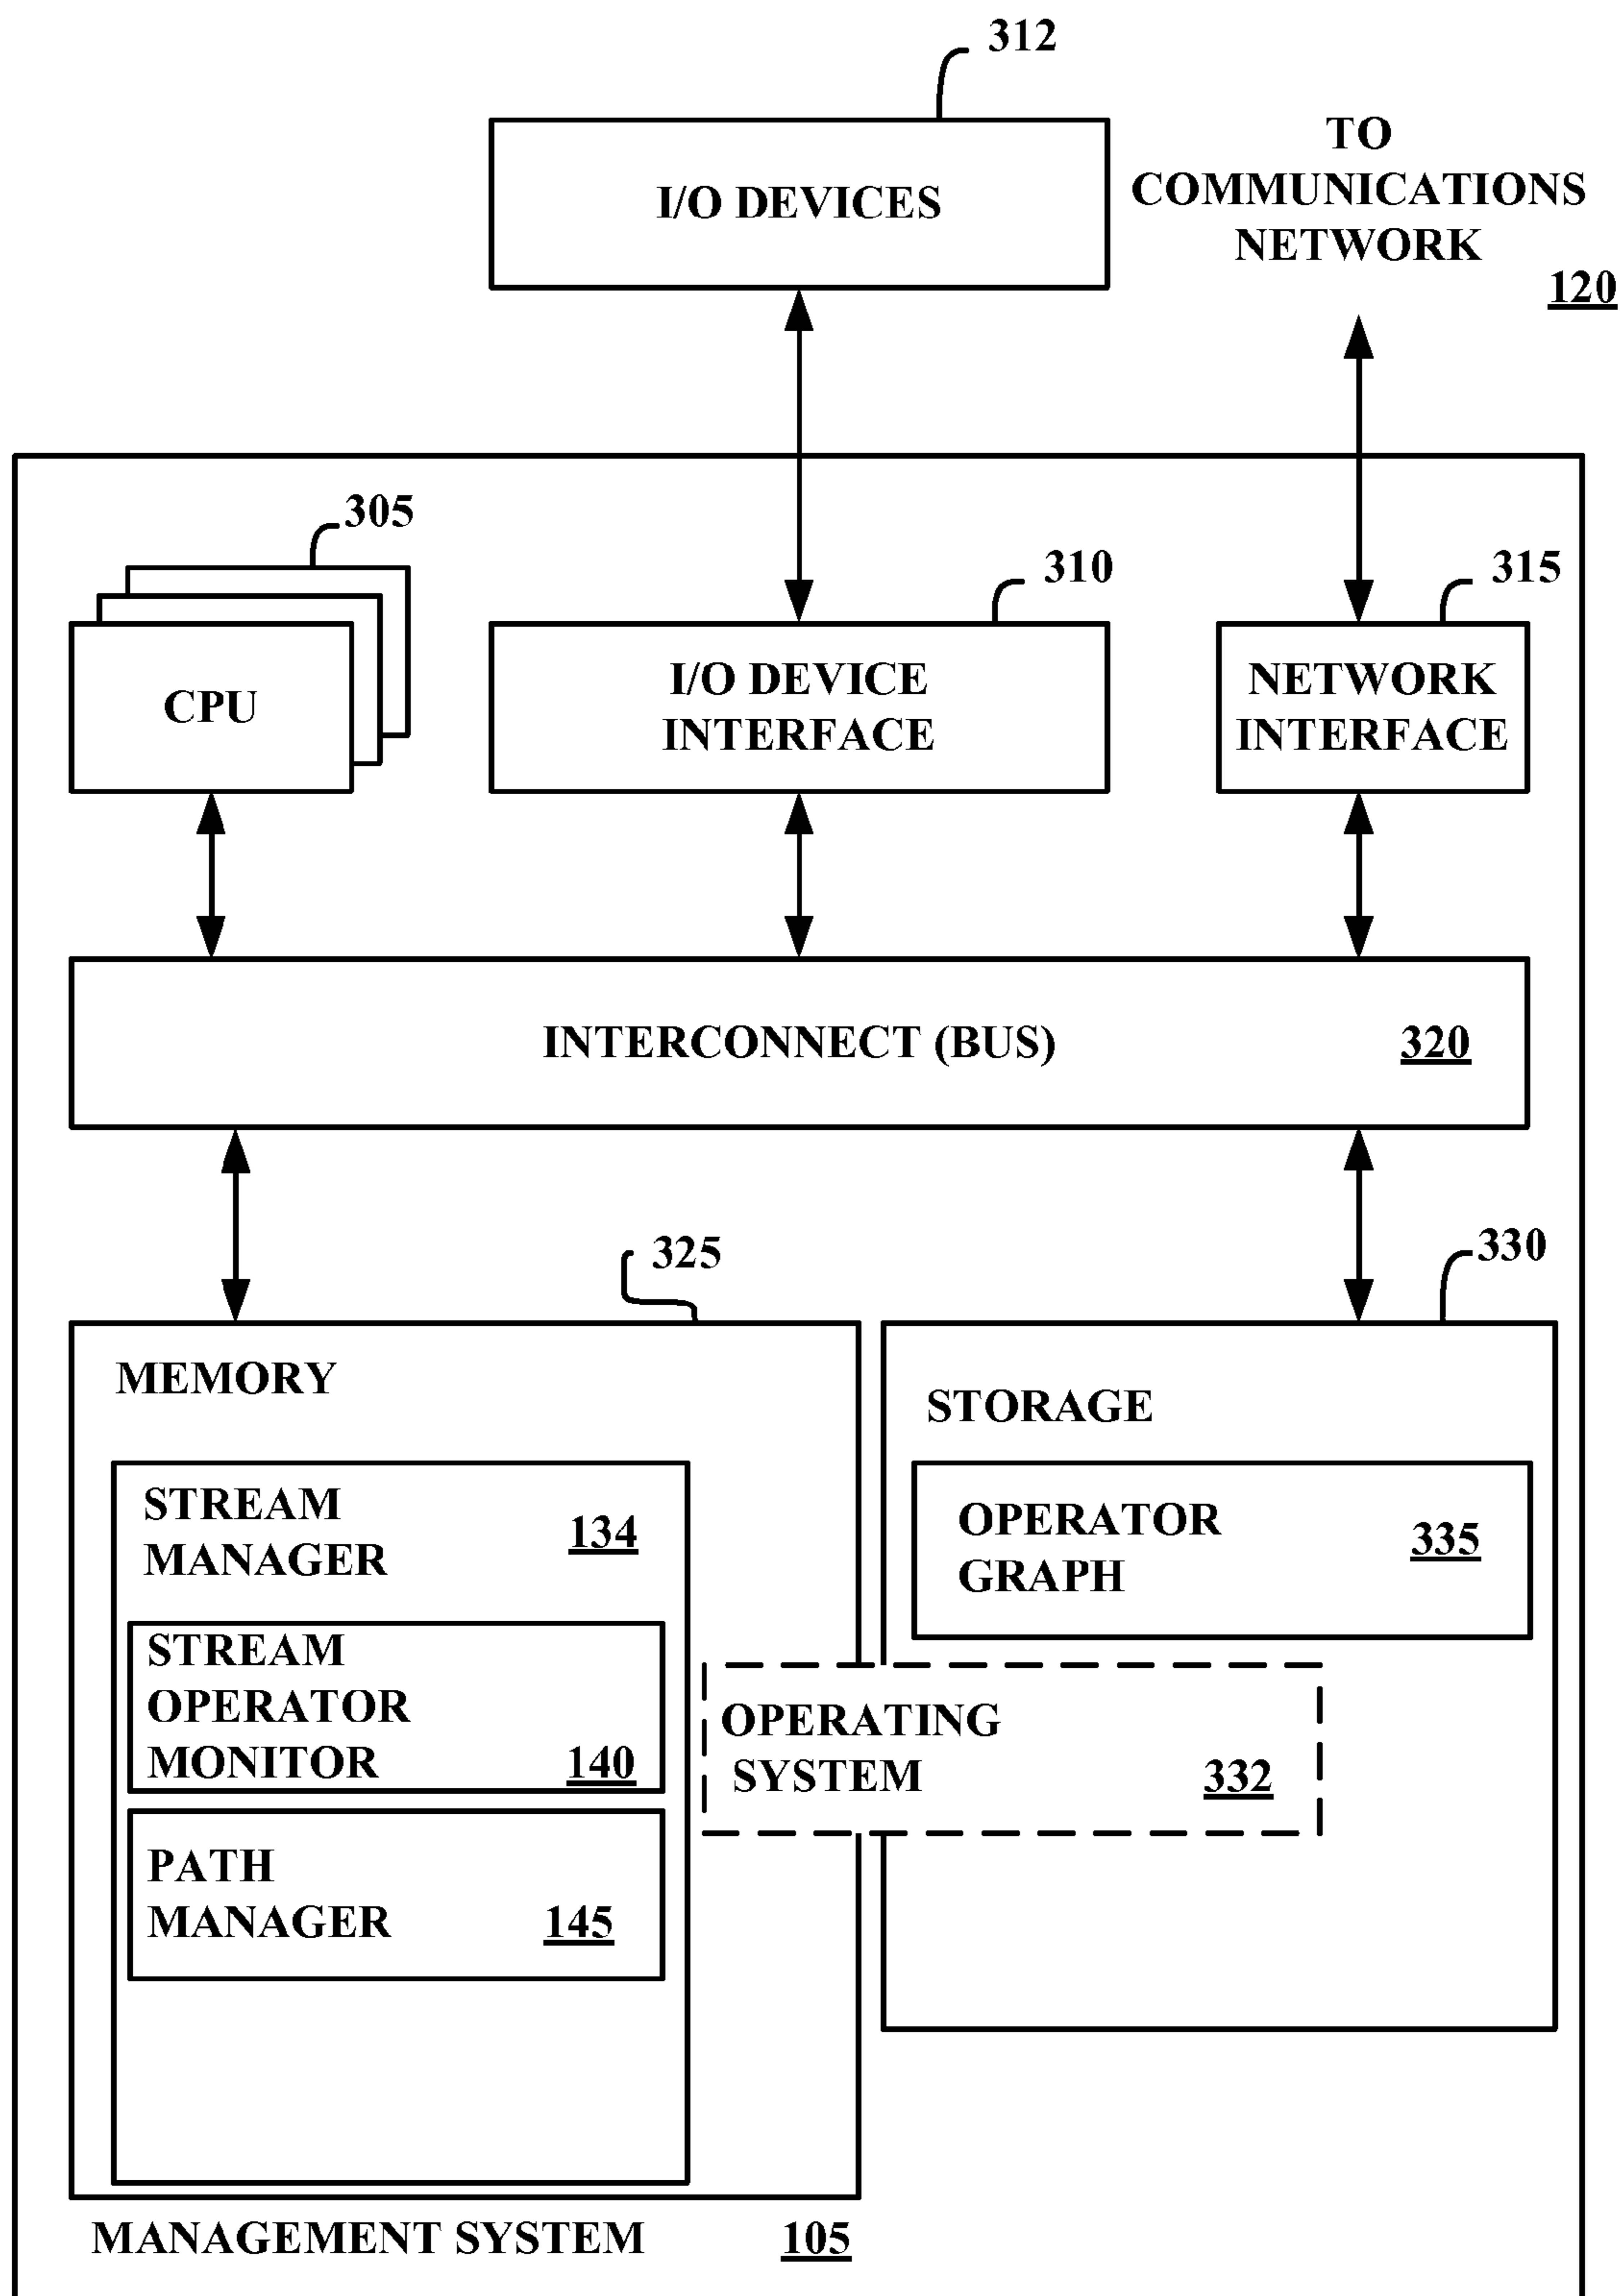 312
I/O DEVICES
TO
COMMUNICATIONS
NETWORK
120
305
CPU
310
I/O DEVICE
INTERFACE
315
NETWORK
INTERFACE
INTERCONNECT (BUS)
320
325
MEMORY
STREAM
MANAGER
134
STREAM
OPERATOR
MONITOR
140
PATH
MANAGER
145
330
STORAGE
OPERATOR
GRAPH
335
OPERATING
SYSTEM
332
MANAGEMENT SYSTEM
105